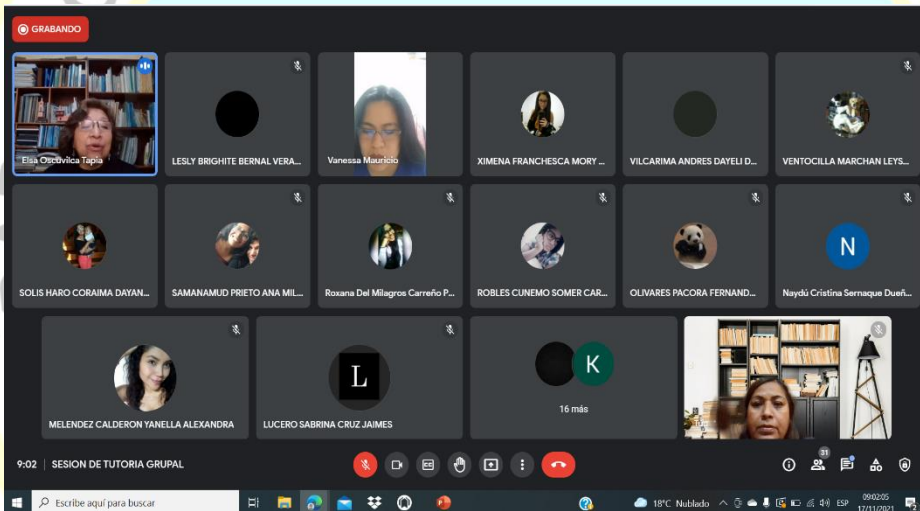 GRABANDO
Elsa Oscuvilca Tapia
LESLY BRIGHITE BERNAL VERA...
Vanessa Mauricio
XIMENA FRANCHESCA MORY ...
VILCARIMA ANDRES DAYELI D...
VENTOCILLA MARCHAN LEYS...
SOLIS HARO CORAIMA DAYAN...
SAMANAMUD PRIETO ANA MIL...
Roxana Del Milagros Carreño P...
ROBLES CUNEMO SOMER CAR...
OLIVARES PACORA FERNAND...
N
Naydú Cristina Sernaque Dueñ...
MELENDEZ CALDERON YANELLA ALEXANDRA
L
LUCERO SABRINA CRUZ JAIMES
K
16 más
9:02 | SESION DE TUTORIA GRUPAL
31
Escribe aquí para buscar
18°C Nublado
ESP
09:02:05
17/11/2021